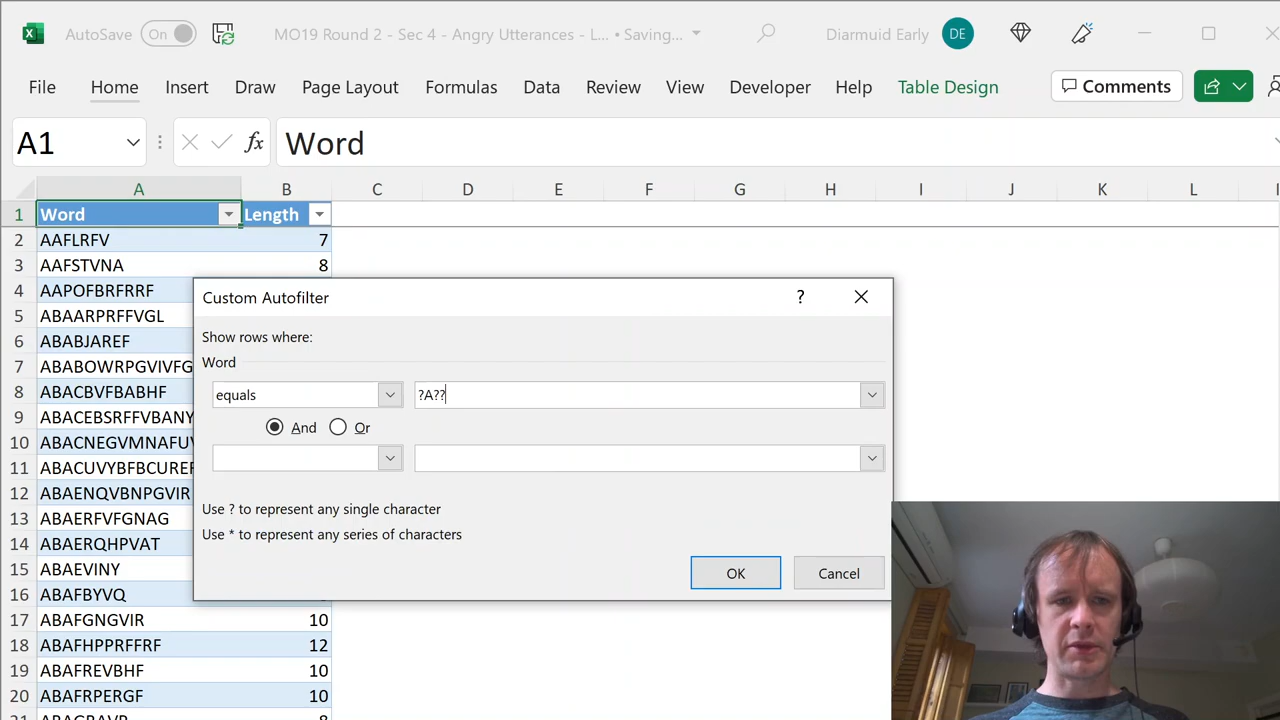 AutoSave On MO19 Round 2 - Sec 4 - Angry Utterances - L... • Saving... Diarmuid Early DE
File Home Insert Draw Page Layout Formulas Data Review View Developer Help Table Design Comments
A1 fx Word
A B C D E F G H I J K L
1 Word Length
2 AAFLRFV 7
3 AAFSTVNA 8
4 AAPOFBRFRRF
5 ABAARPRFFVGL
6 ABABJAREF
7 ABABOWRPGVIVFG
8 ABACBVFBABHF
9 ABACEBSRFFVBANY
10 ABACNEGVMNAFUV
11 ABACUVYBFBCUREF
12 ABAENQVBNPGVIR
13 ABAERFVFGNAG
14 ABAERQHPVAT
15 ABAEVINY
16 ABAFBYVQ
17 ABAFGNGVIR 10
18 ABAFHPPRFFRF 12
19 ABAFREVBHF 10
20 ABAFRPERGF 10
Custom Autofilter ?
Show rows where:
Word
equals ?A??
And Or
Use ? to represent any single character
Use * to represent any series of characters
OK Cancel